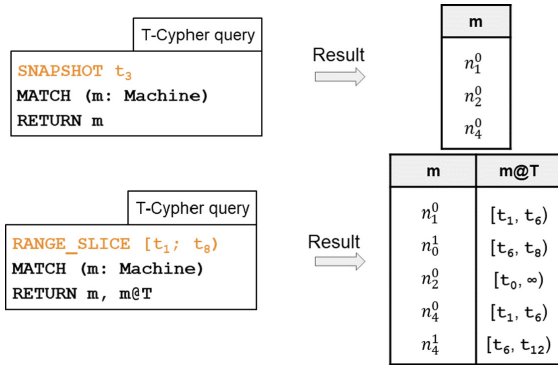 T-Cypher query
SNAPSHOT t₃
MATCH (m: Machine)
RETURN m
Result
m
n₁⁰
n₂⁰
n₄⁰
T-Cypher query
RANGE_SLICE [t₁; t₈)
MATCH (m: Machine)
RETURN m, m@T
Result
m m@T
n₁⁰ [t₁, t₆)
n₀¹ [t₆, t₈)
n₂⁰ [t₀, ∞)
n₄⁰ [t₁, t₆)
n₄¹ [t₆, t₁₂)